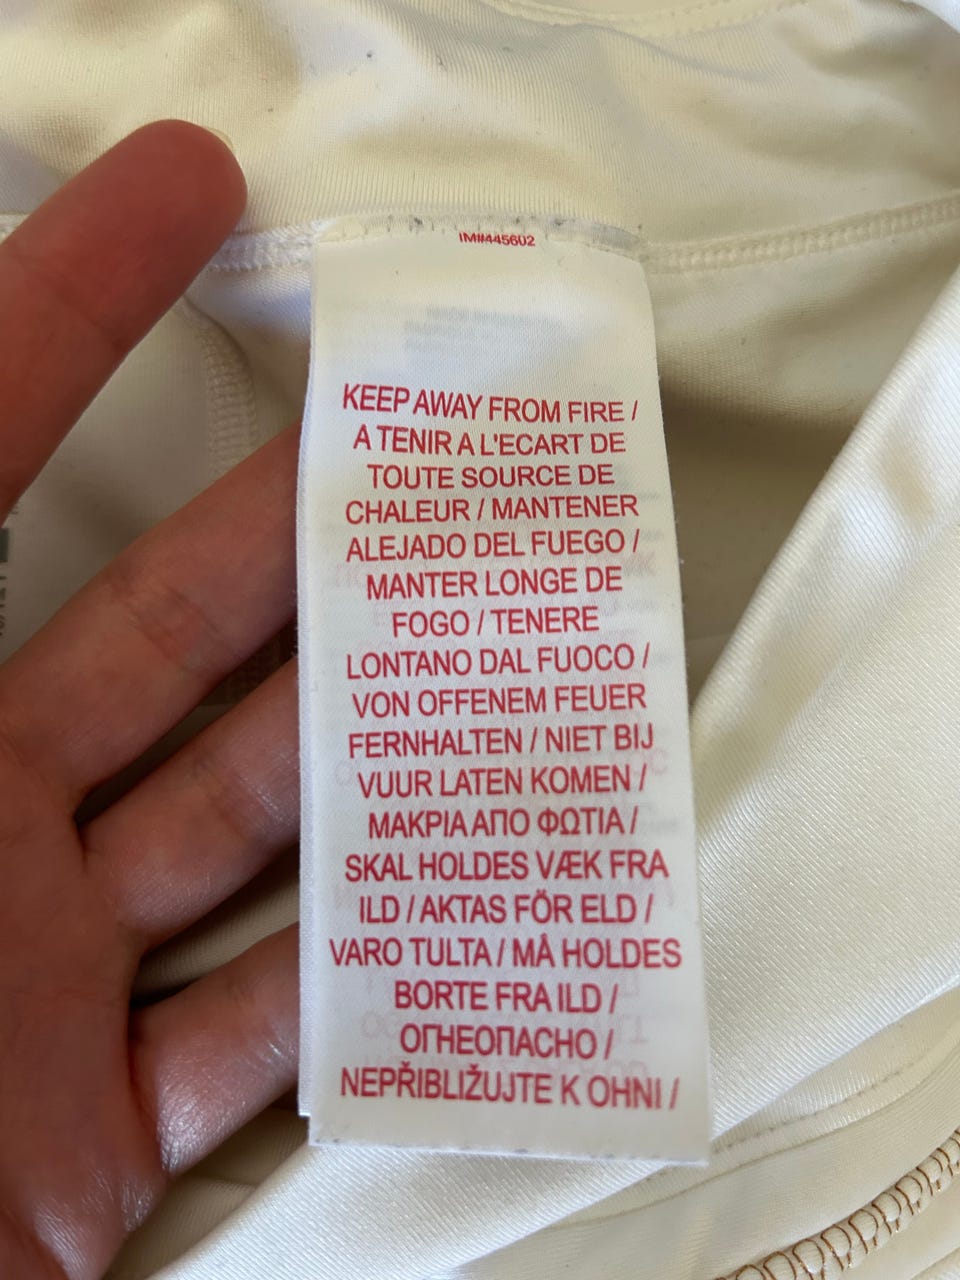 IM#445602
KEEP AWAY FROM FIRE /
A TENIR A L'ECART DE
TOUTE SOURCE DE
CHALEUR / MANTENER
ALEJADO DEL FUEGO /
MANTER LONGE DE
FOGO / TENERE
LONTANO DAL FUOCO /
VON OFFENEM FEUER
FERNHALTEN / NIET BIJ
VUUR LATEN KOMEN /
ΜΑΚΡΙΑ ΑΠΟ ΦΩΤΙΑ /
SKAL HOLDES VÆK FRA
ILD / AKTAS FÖR ELD /
VARO TULTA / MÅ HOLDES
BORTE FRA ILD /
ОГНЕОПАСНО /
NEPŘIBLIŽUJTE K OHNI /